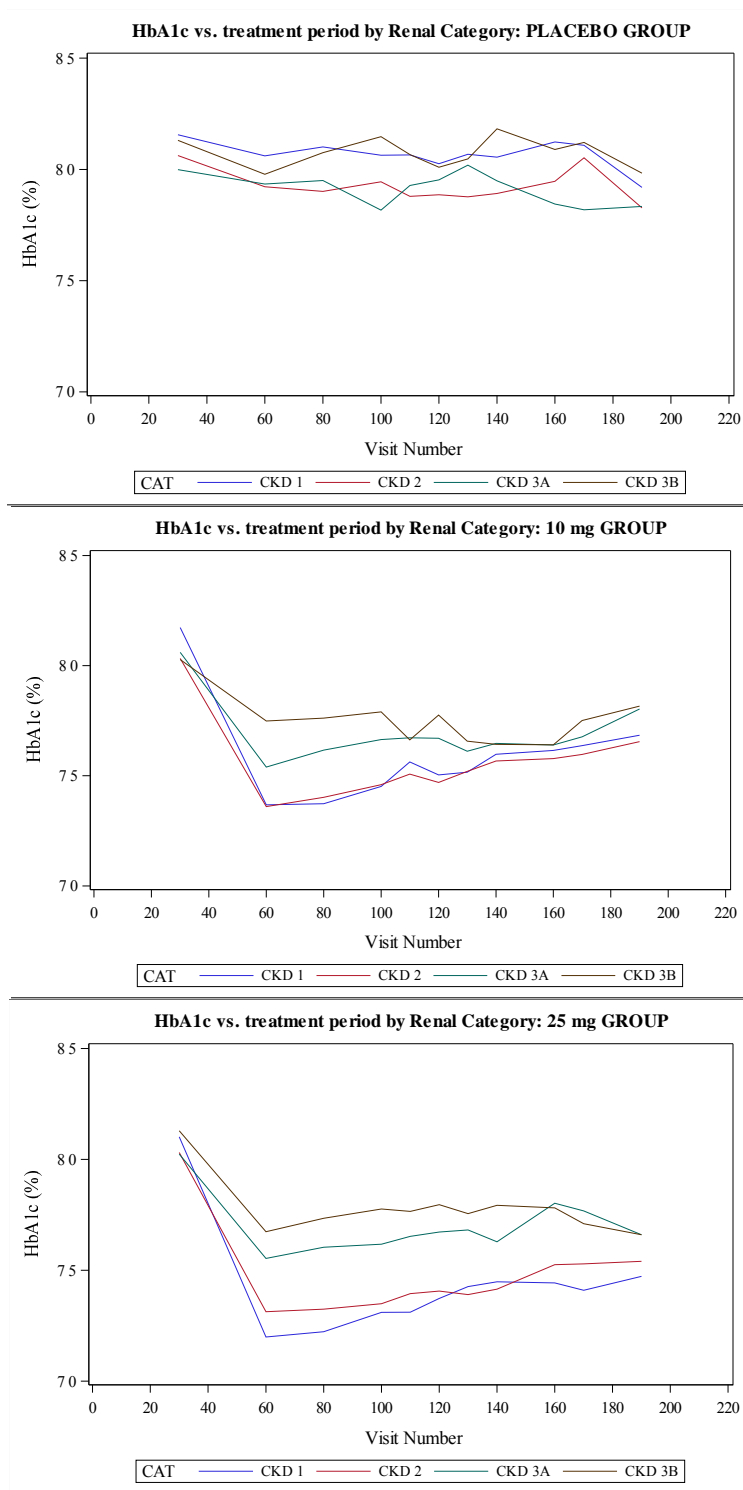 HbA1c vs. treatment period by Renal Category: PLACEBO GROUP
8 5
8 0
7 5
7 0
HbA1c (%)
0 20 40 60 80 100 120 140 160 180 200 220
Visit Number
CAT CKD 1 CKD 2 CKD 3A CKD 3B
HbA1c vs. treatment period by Renal Category: 10 mg GROUP
8 5
8 0
7 5
7 0
HbA1c (%)
0 20 40 60 80 100 120 140 160 180 200 220
Visit Number
CAT CKD 1 CKD 2 CKD 3A CKD 3B
HbA1c vs. treatment period by Renal Category: 25 mg GROUP
8 5
8 0
7 5
7 0
HbA1c (%)
0 20 40 60 80 100 120 140 160 180 200 220
Visit Number
CAT CKD 1 CKD 2 CKD 3A CKD 3B